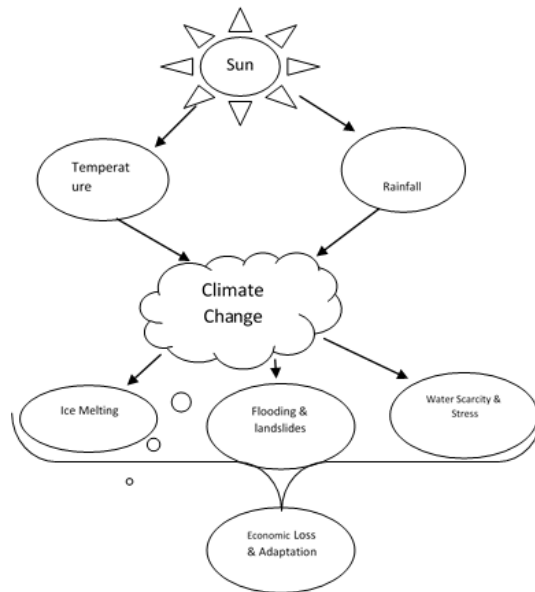 Sun
Temperat
ure
Rainfall
Climate
Change
Ice Melting
Flooding &
landslides
Water Scarcity &
Stress
Economic Loss
& Adaptation